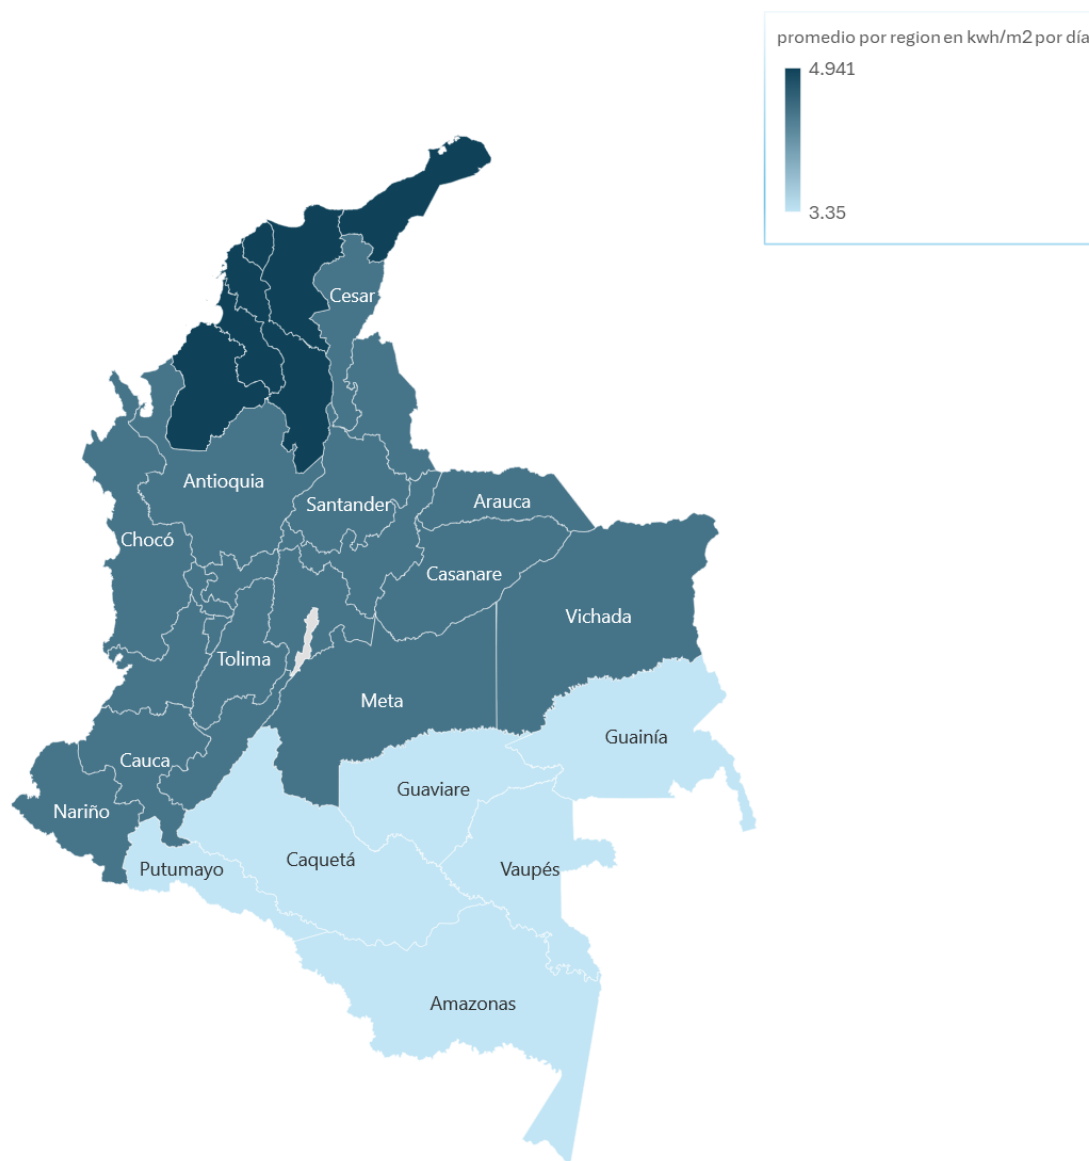 promedio por region en kwh/m2 por día
4.941
3.35
Cesar
Antioquia
Santander
Arauca
Chocó
Casanare
Vichada
Tolima
Meta
Guainía
Cauca
Guaviare
Nariño
Caquetá
Putumayo
Vaupés
Amazonas